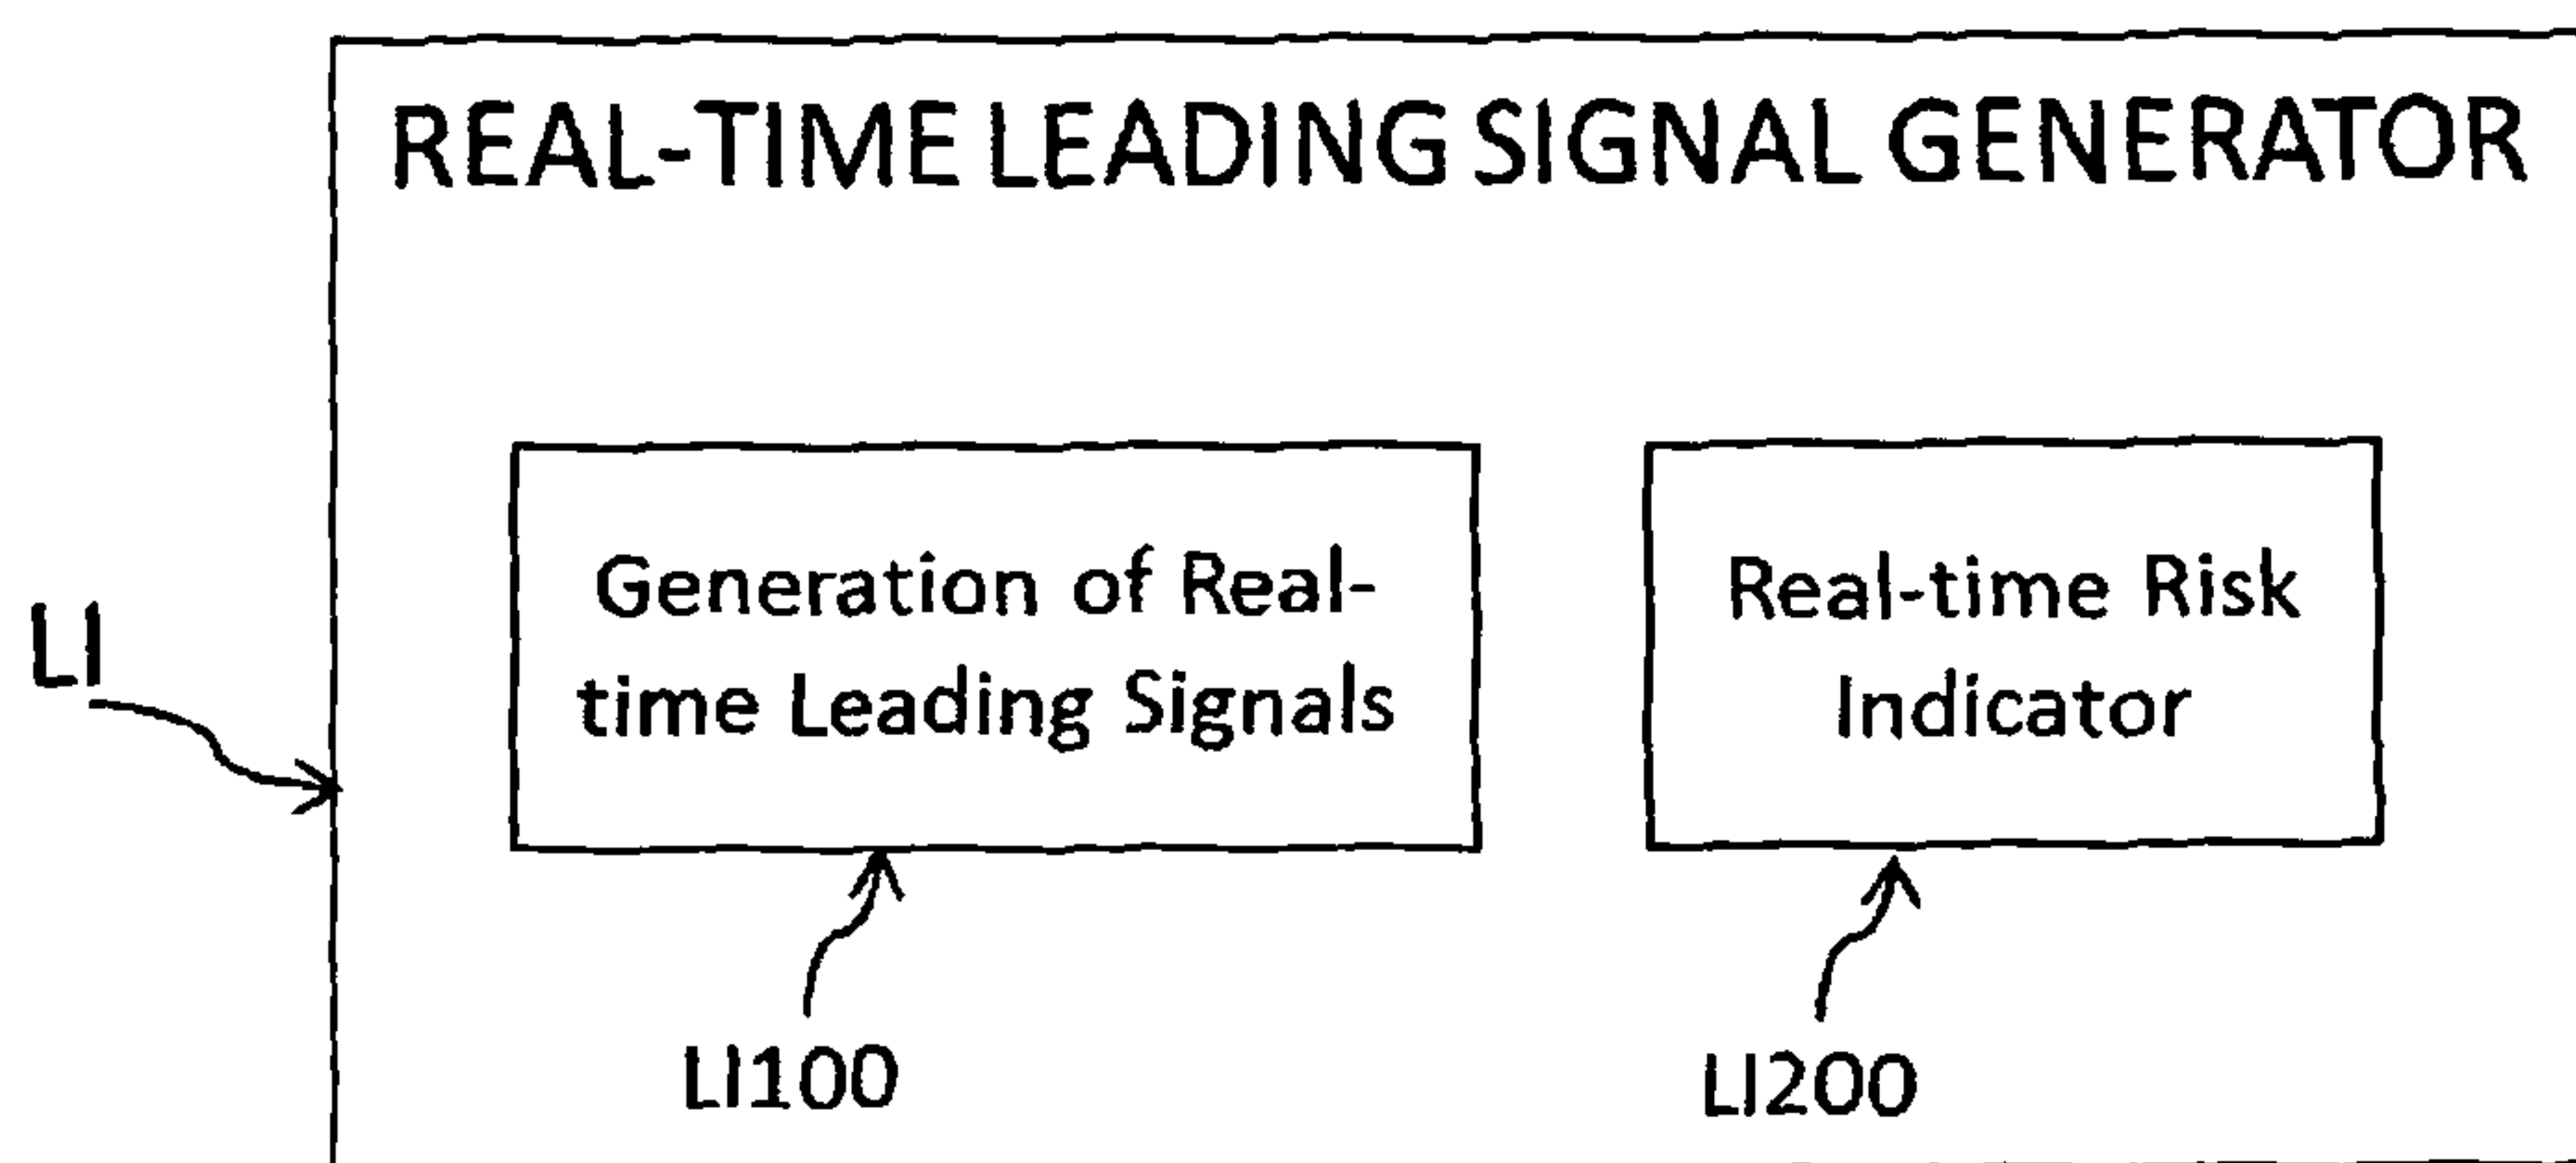 REAL-TIME LEADING SIGNAL GENERATOR
Generation of Real-
time Leading Signals
Real-time Risk
Indicator
LI
LI100
LI200